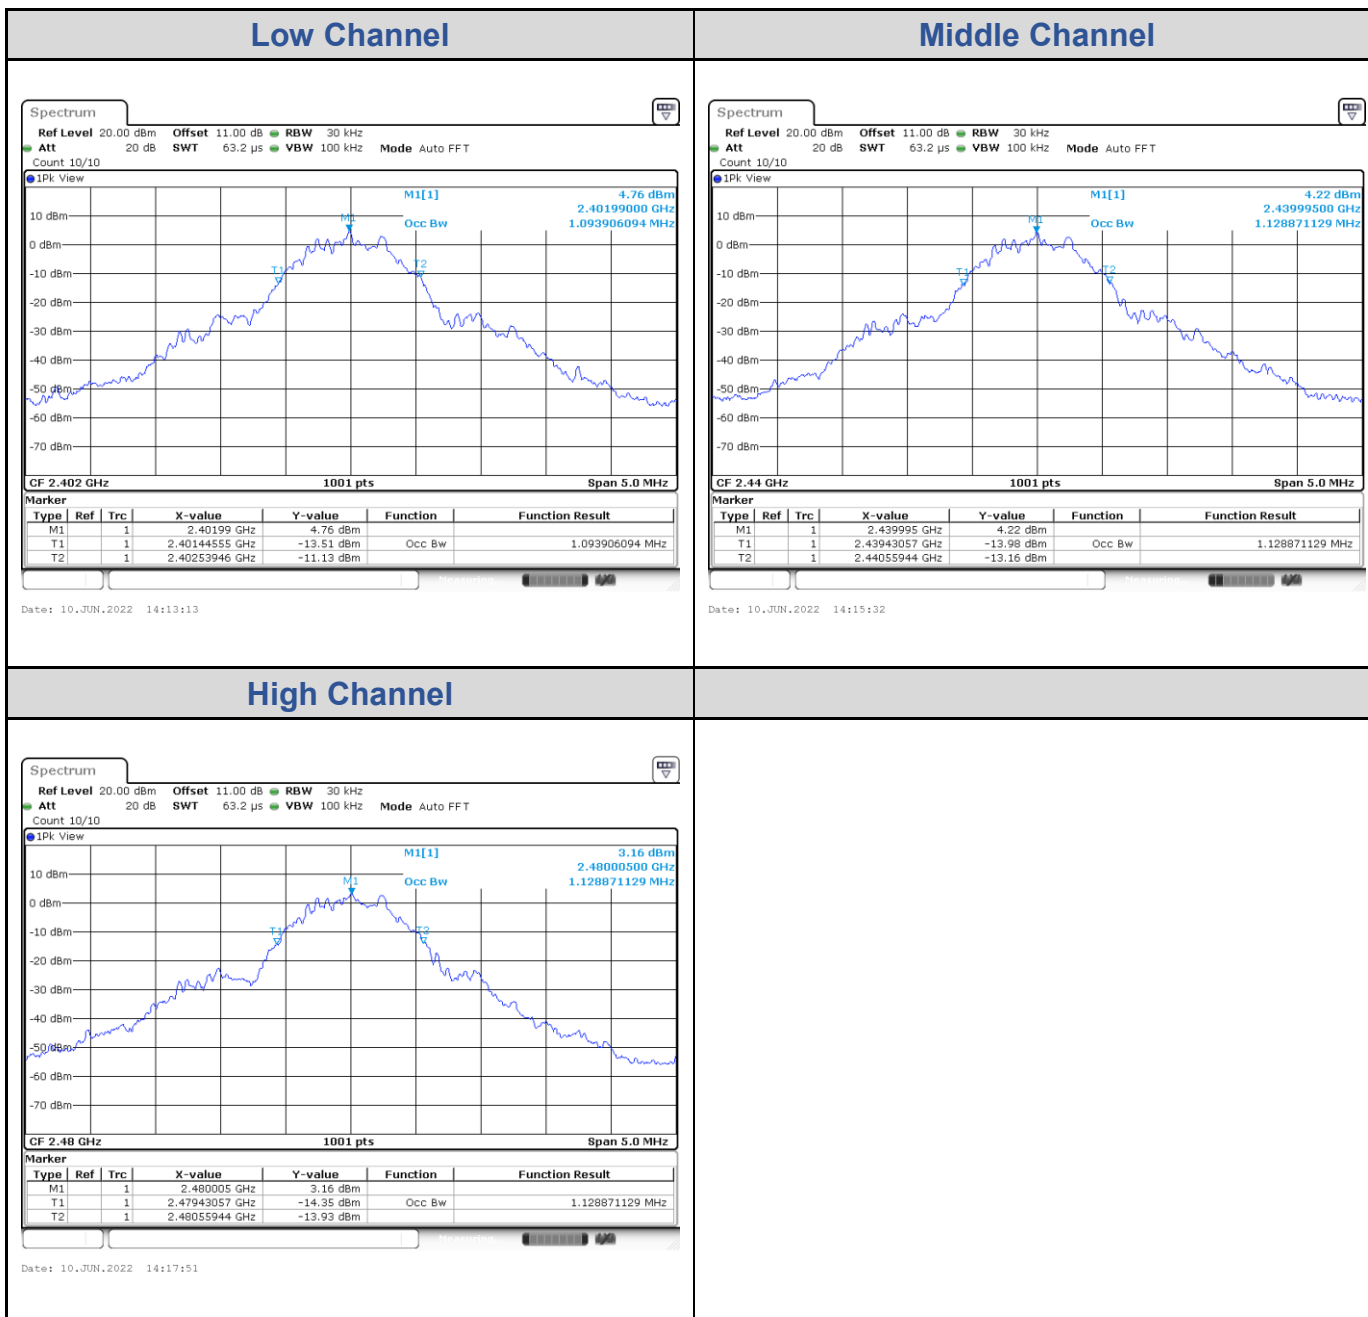 Low Channel
Middle Channel
Spectrum
Ref Level 20.00 dBm Offset 11.00 dB RBW 30 kHz
Att 20 dB SWT 63.2 µs VBW 100 kHz Mode Auto FFT
Count 10/10
1Pk View
M1[1] 4.76 dBm
2.40199000 GHz
Occ Bw 1.093906094 MHz
M1
T1
T2
10 dBm
0 dBm
-10 dBm
-20 dBm
-30 dBm
-40 dBm
-50 dBm
-60 dBm
-70 dBm
CF 2.402 GHz 1001 pts Span 5.0 MHz
Marker
Type Ref Trc X-value Y-value Function Function Result
M1 1 2.40199 GHz 4.76 dBm
T1 1 2.40144555 GHz -13.51 dBm Occ Bw 1.093906094 MHz
T2 1 2.40253946 GHz -11.13 dBm
Measuring...
Date: 10.JUN.2022 14:13:13
Spectrum
Ref Level 20.00 dBm Offset 11.00 dB RBW 30 kHz
Att 20 dB SWT 63.2 µs VBW 100 kHz Mode Auto FFT
Count 10/10
1Pk View
M1[1] 4.22 dBm
2.43999500 GHz
Occ Bw 1.128871129 MHz
M1
T1
T2
10 dBm
0 dBm
-10 dBm
-20 dBm
-30 dBm
-40 dBm
-50 dBm
-60 dBm
-70 dBm
CF 2.44 GHz 1001 pts Span 5.0 MHz
Marker
Type Ref Trc X-value Y-value Function Function Result
M1 1 2.439995 GHz 4.22 dBm
T1 1 2.43943057 GHz -13.98 dBm Occ Bw 1.128871129 MHz
T2 1 2.44055944 GHz -13.16 dBm
Measuring...
Date: 10.JUN.2022 14:15:32
High Channel
Spectrum
Ref Level 20.00 dBm Offset 11.00 dB RBW 30 kHz
Att 20 dB SWT 63.2 µs VBW 100 kHz Mode Auto FFT
Count 10/10
1Pk View
M1[1] 3.16 dBm
2.48000500 GHz
Occ Bw 1.128871129 MHz
M1
T1
T2
10 dBm
0 dBm
-10 dBm
-20 dBm
-30 dBm
-40 dBm
-50 dBm
-60 dBm
-70 dBm
CF 2.48 GHz 1001 pts Span 5.0 MHz
Marker
Type Ref Trc X-value Y-value Function Function Result
M1 1 2.480005 GHz 3.16 dBm
T1 1 2.47943057 GHz -14.35 dBm Occ Bw 1.128871129 MHz
T2 1 2.48055944 GHz -13.93 dBm
Measuring...
Date: 10.JUN.2022 14:17:51